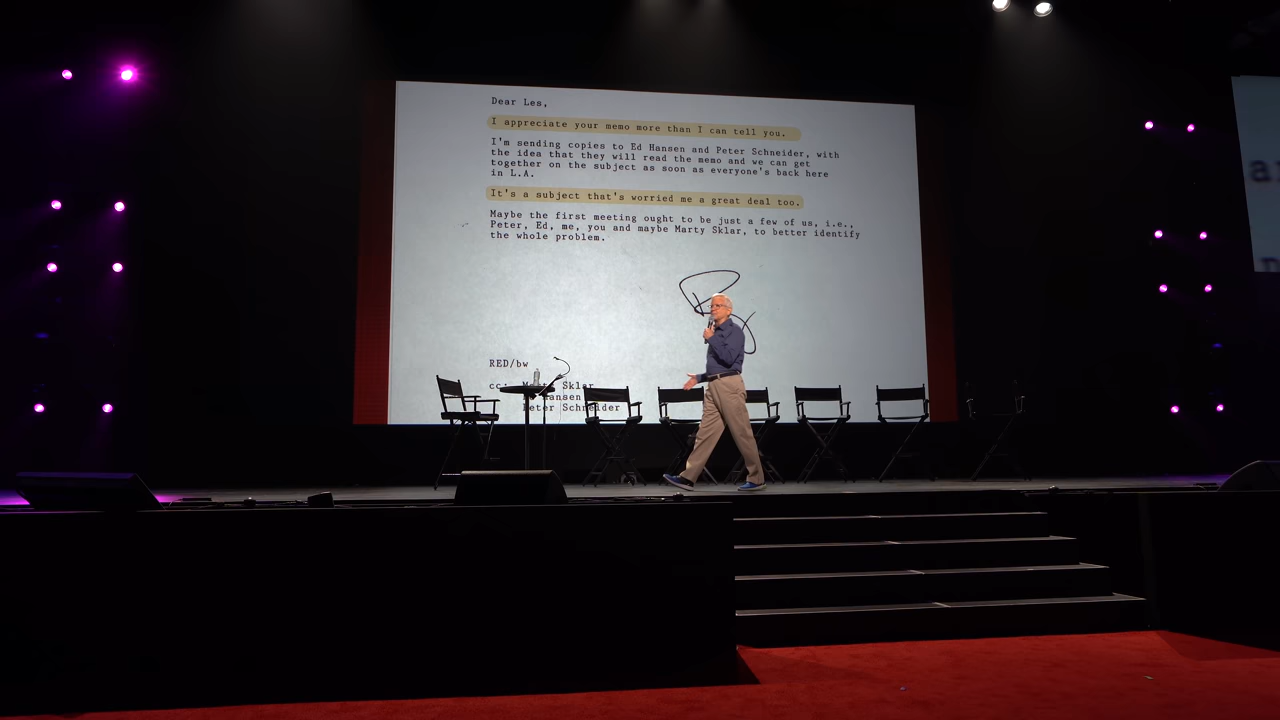 Dear Les,
I appreciate your memo more than I can tell you.
I'm sending copies to Ed Hansen and Peter Schneider, with
the idea that they will read the memo and we can get
together on the subject as soon as everyone's back here
in L.A.
It's a subject that's worried me a great deal too.
Maybe the first meeting ought to be just a few of us, i.e.,
Peter, Ed, me, you and maybe Marty Sklar, to better identify
the whole problem.
RED/bw
cc: Marty Sklar
Hansen
Peter Schneider